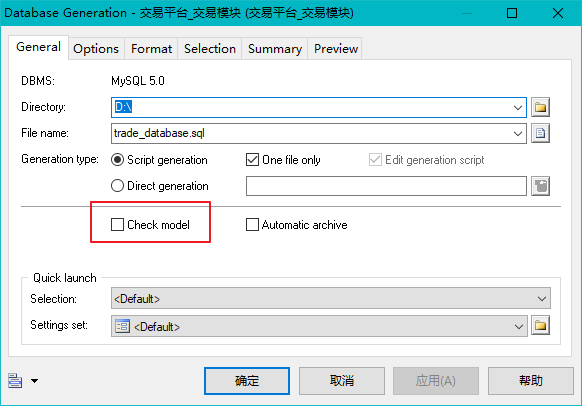 Database Generation - 交易平台_交易模块 (交易平台_交易模块)
General Options Format Selection Summary Preview
DBMS: MySQL 5.0
Directory: D:\
File name: trade_database.sql
Generation type: Script generation One file only Edit generation script
Direct generation
Check model Automatic archive
Quick launch
Selection: <Default>
Settings set: <Default>
确定 取消 应用(A) 帮助